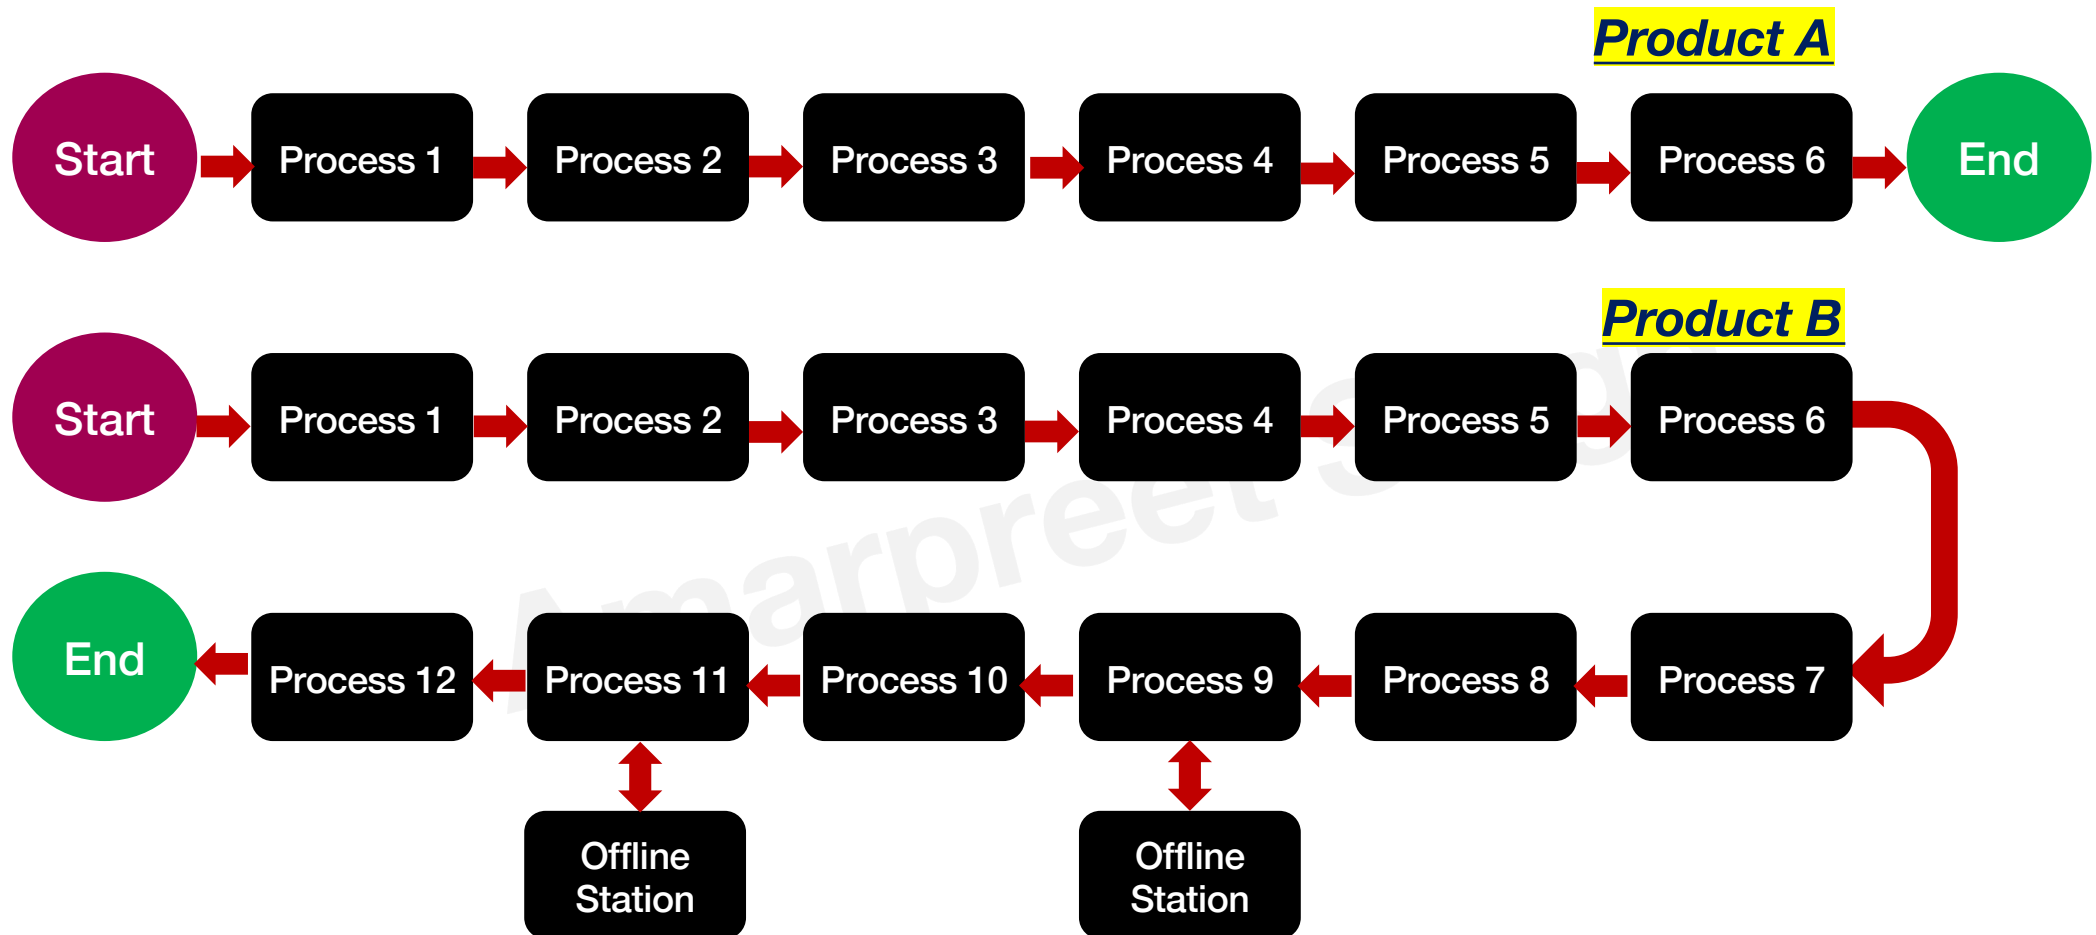 Product A
Start
Process 1
Process 2
Process 3
Process 4
Process 5
Process 6
End
Product B
Start
Process 1
Process 2
Process 3
Process 4
Process 5
Process 6
End
Process 12
Process 11
Process 10
Process 9
Process 8
Process 7
Offline
Station
Offline
Station
Amarpreet